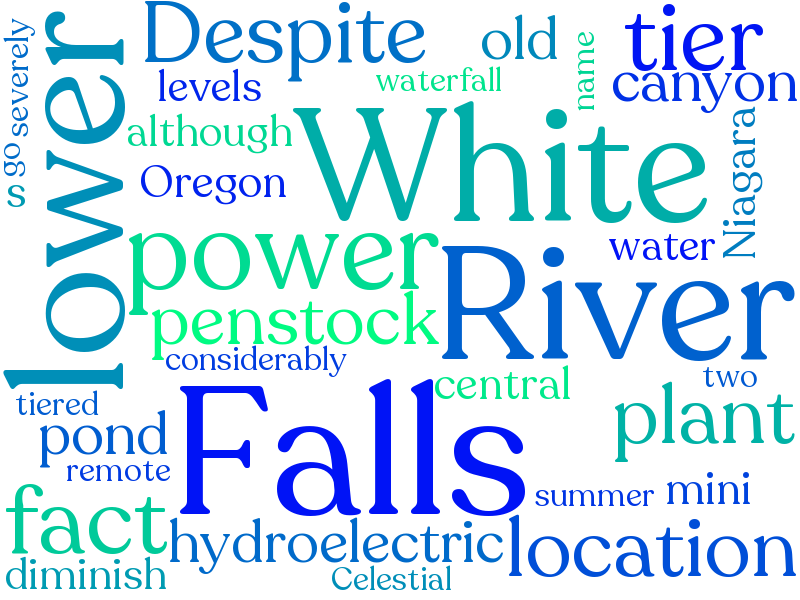 Despite
old
tier
severely
lower
levels
waterfall
name
canyon
although
White
Niagara
go
s
Oregon
power
River
water
penstock
considerably
central
two
tiered
Falls
plant
pond
remote
summer
mini
fact
hydroelectric
location
diminish
Celestial